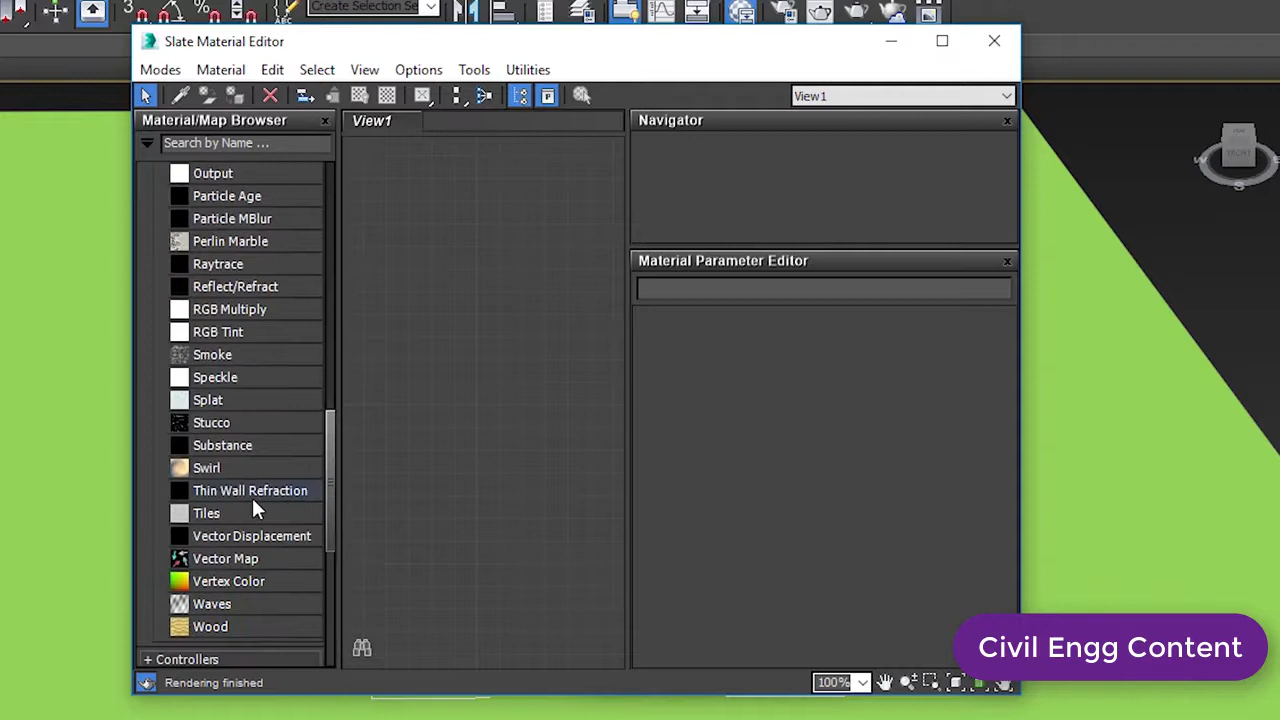 3
%
ABC
Create Selection Se
Slate Material Editor
Modes Material Edit Select View Options Tools Utilities
View1
Material/Map Browser
Search by Name ...
View1
Navigator
Output
Particle Age
Particle MBlur
Perlin Marble
Raytrace
Reflect/Refract
RGB Multiply
RGB Tint
Smoke
Speckle
Splat
Stucco
Substance
Swirl
Thin Wall Refraction
Tiles
Vector Displacement
Vector Map
Vertex Color
Waves
Wood
+ Controllers
Material Parameter Editor
Rendering finished
100%
W
S
FRONT
Civil Engg Content